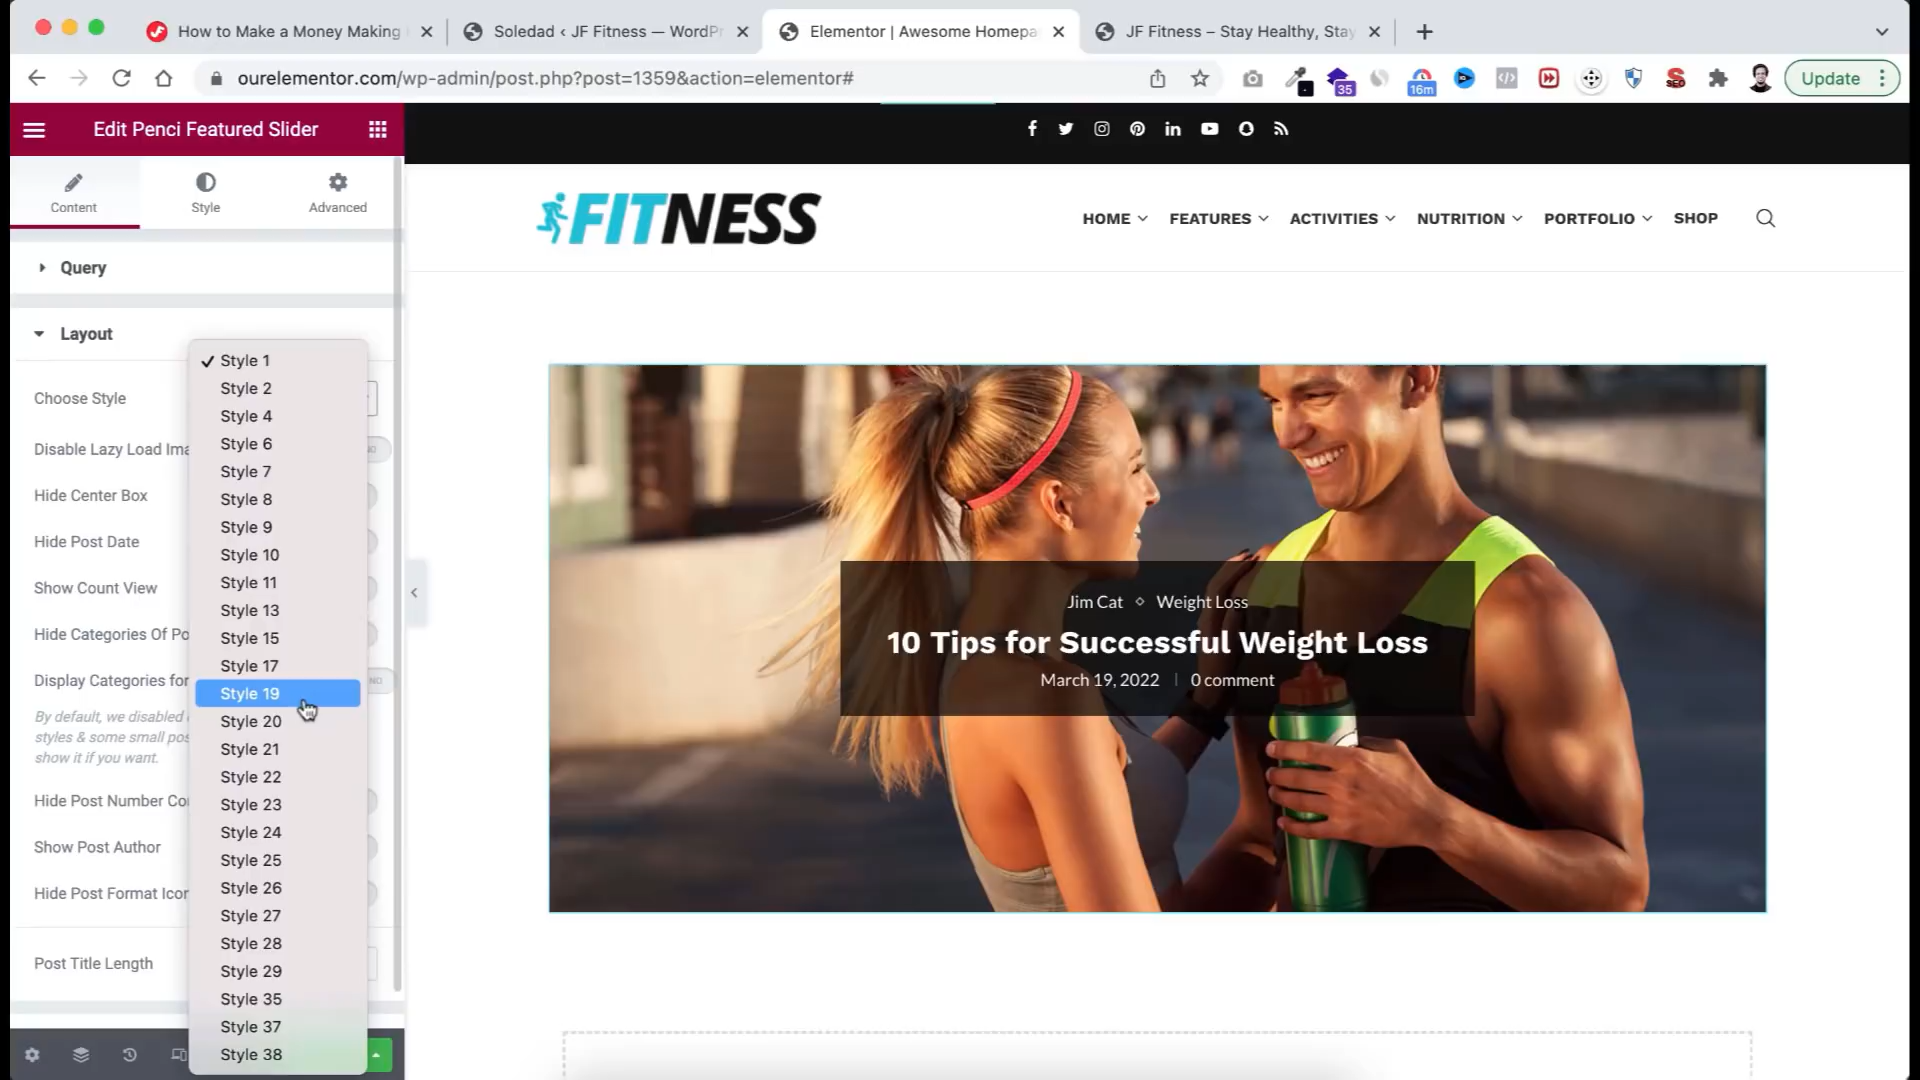 How to Make a Money Making
Soledad ‹ JF Fitness — WordPr
Elementor | Awesome Homepa
JF Fitness – Stay Healthy, Stay
ourelementor.com/wp-admin/post.php?post=1359&action=elementor#
35
16m
SEO
Update
Edit Penci Featured Slider
Content
Style
Advanced
Query
Layout
Choose Style
Disable Lazy Load Ima
NO
Hide Center Box
Hide Post Date
Show Count View
Hide Categories Of Po
Display Categories for
NO
By default, we disabled
styles & some small pos
show it if you want.
Hide Post Number Co
Show Post Author
Hide Post Format Icon
Post Title Length
Style 1
Style 2
Style 4
Style 6
Style 7
Style 8
Style 9
Style 10
Style 11
Style 13
Style 15
Style 17
Style 19
Style 20
Style 21
Style 22
Style 23
Style 24
Style 25
Style 26
Style 27
Style 28
Style 29
Style 35
Style 37
Style 38
FITNESS
HOME FEATURES ACTIVITIES NUTRITION PORTFOLIO SHOP
Jim Cat ◇ Weight Loss
10 Tips for Successful Weight Loss
March 19, 2022 | 0 comment